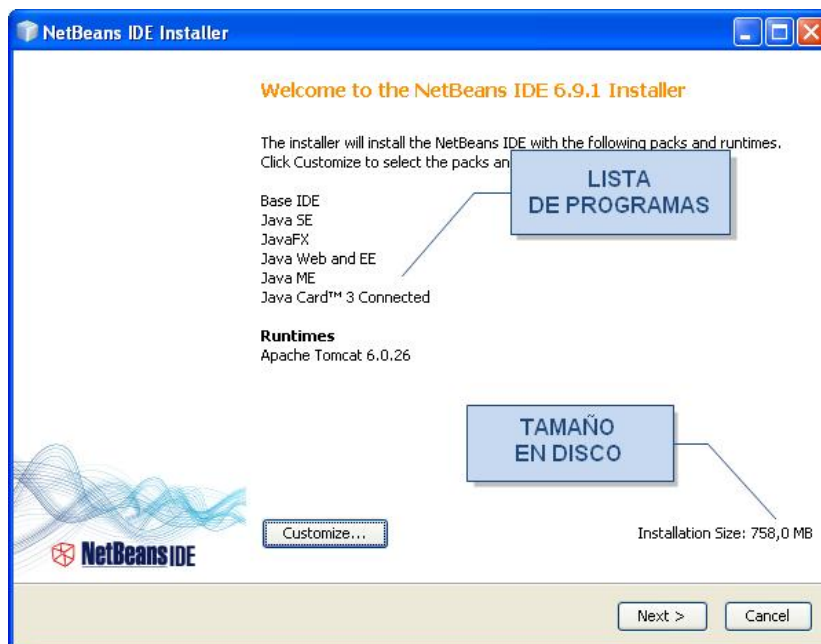 NetBeans IDE Installer
Welcome to the NetBeans IDE 6.9.1 Installer
The installer will install the NetBeans IDE with the following packs and runtimes.
Click Customize to select the packs an
LISTA
DE PROGRAMAS
Base IDE
Java SE
JavaFX
Java Web and EE
Java ME
Java Card™ 3 Connected
Runtimes
Apache Tomcat 6.0.26
TAMAÑO
EN DISCO
Customize...
Installation Size: 758,0 MB
NetBeans IDE
Next >
Cancel